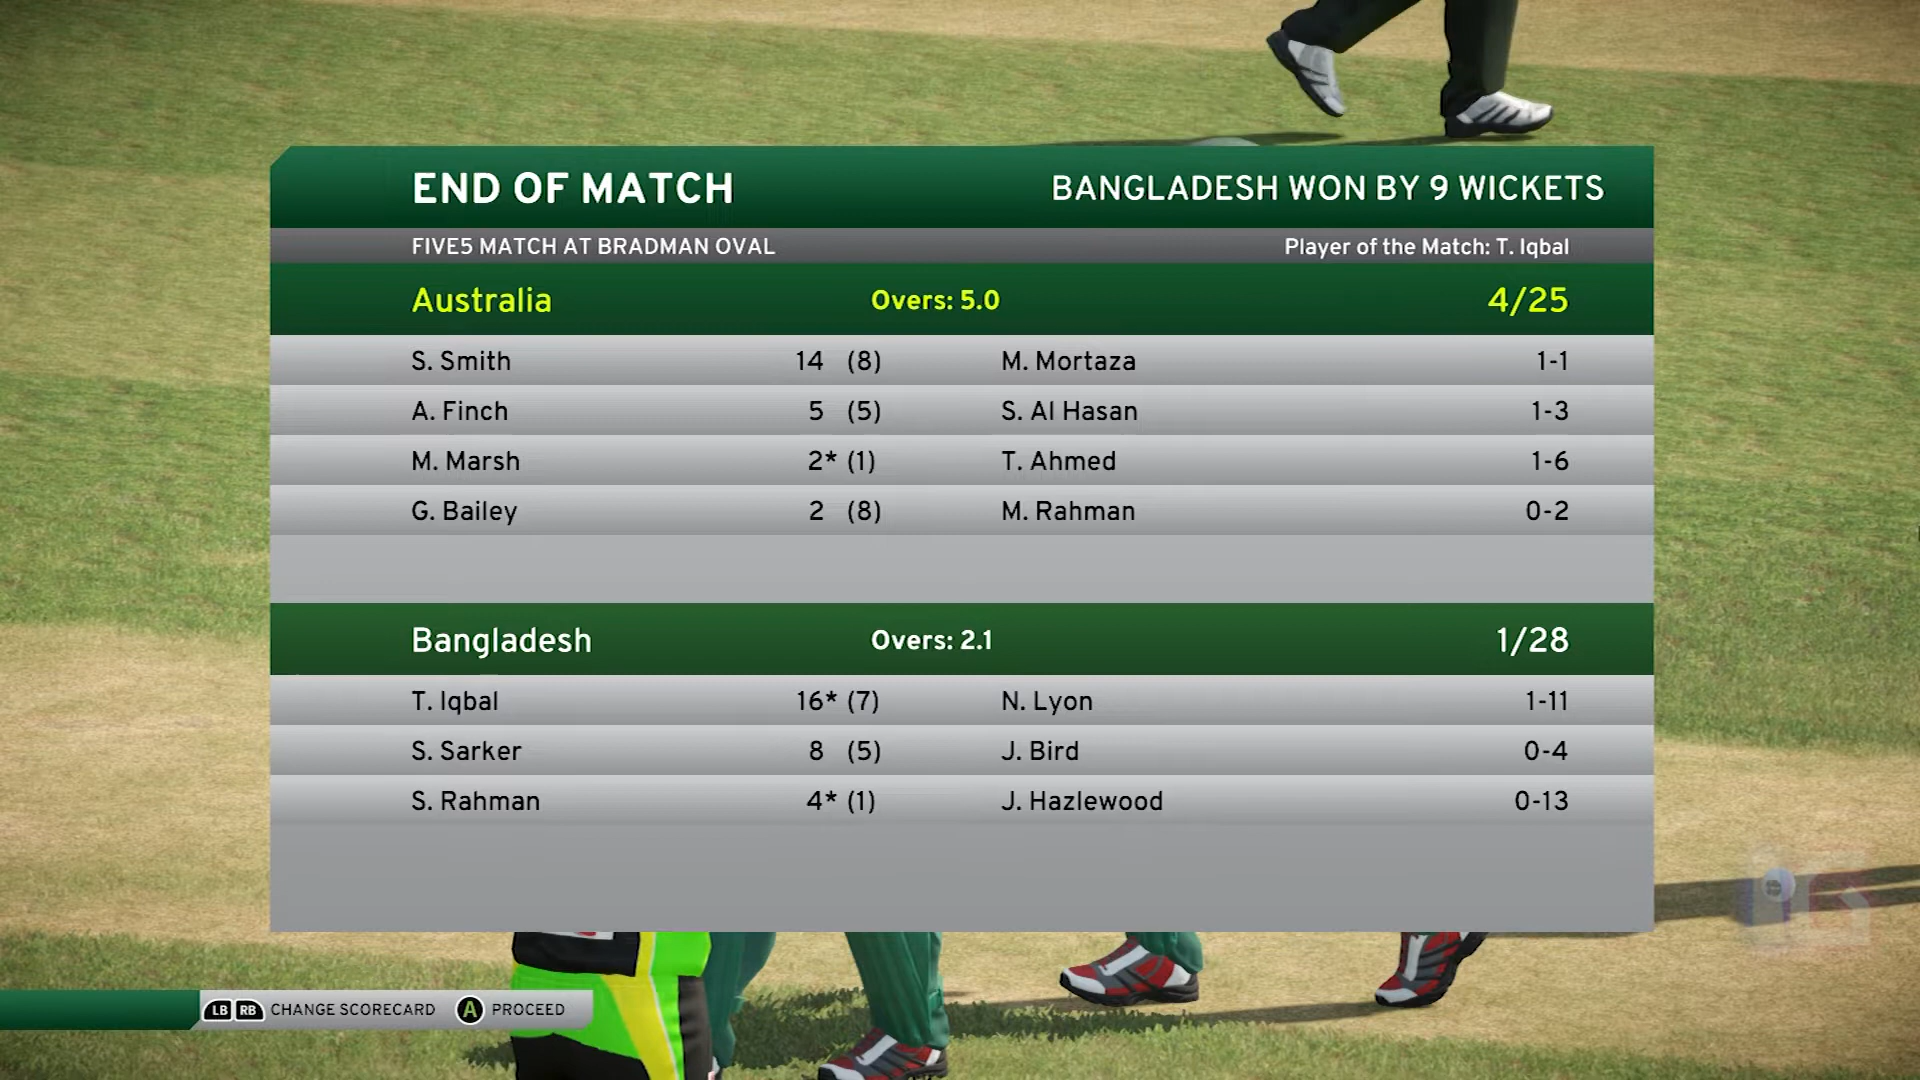 END OF MATCH BANGLADESH WON BY 9 WICKETS
FIVE5 MATCH AT BRADMAN OVAL Player of the Match: T. Iqbal
Australia Overs: 5.0 4/25
S. Smith 14 (8) M. Mortaza 1-1
A. Finch 5 (5) S. Al Hasan 1-3
M. Marsh 2* (1) T. Ahmed 1-6
G. Bailey 2 (8) M. Rahman 0-2
Bangladesh Overs: 2.1 1/28
T. Iqbal 16* (7) N. Lyon 1-11
S. Sarker 8 (5) J. Bird 0-4
S. Rahman 4* (1) J. Hazlewood 0-13
LB RB CHANGE SCORECARD A PROCEED